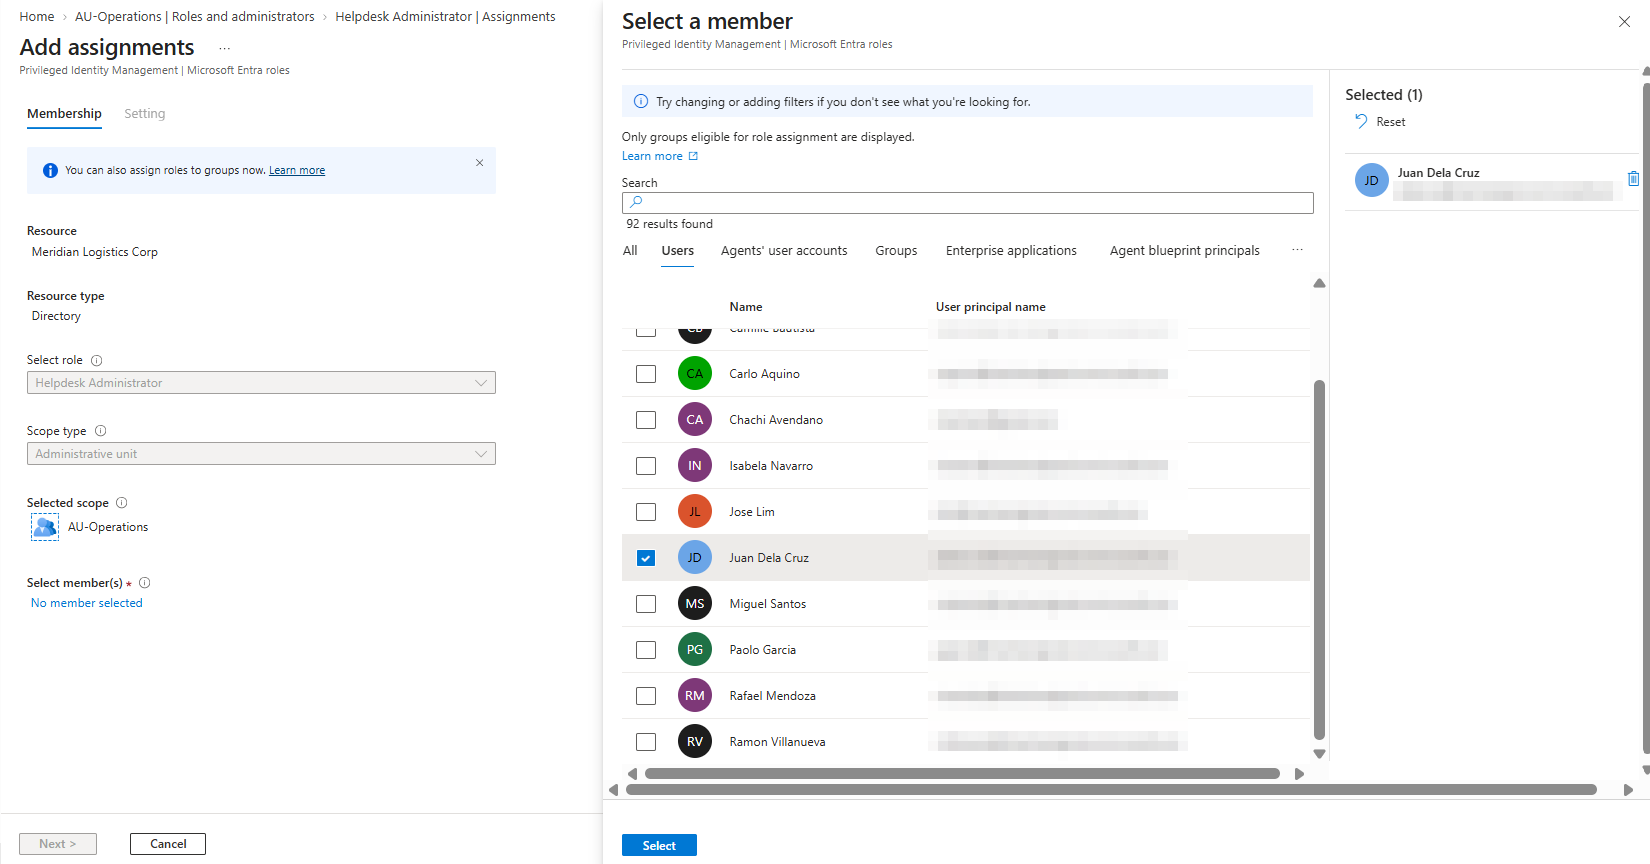 Home > AU-Operations | Roles and administrators > Helpdesk Administrator | Assignments
Add assignments ...
Privileged Identity Management | Microsoft Entra roles
Membership Setting
You can also assign roles to groups now. Learn more
Resource
Meridian Logistics Corp
Resource type
Directory
Select role
Helpdesk Administrator
Scope type
Administrative unit
Selected scope
AU-Operations
Select member(s) *
No member selected
Next > Cancel
Select a member
Privileged Identity Management | Microsoft Entra roles
Try changing or adding filters if you don't see what you're looking for.
Only groups eligible for role assignment are displayed.
Learn more
Search
92 results found
All Users Agents' user accounts Groups Enterprise applications Agent blueprint principals ...
Name User principal name
CB Camille Bautista
CA Carlo Aquino
CA Chachi Avendano
IN Isabela Navarro
JL Jose Lim
JD Juan Dela Cruz
MS Miguel Santos
PG Paolo Garcia
RM Rafael Mendoza
RV Ramon Villanueva
Select
Selected (1)
Reset
JD Juan Dela Cruz